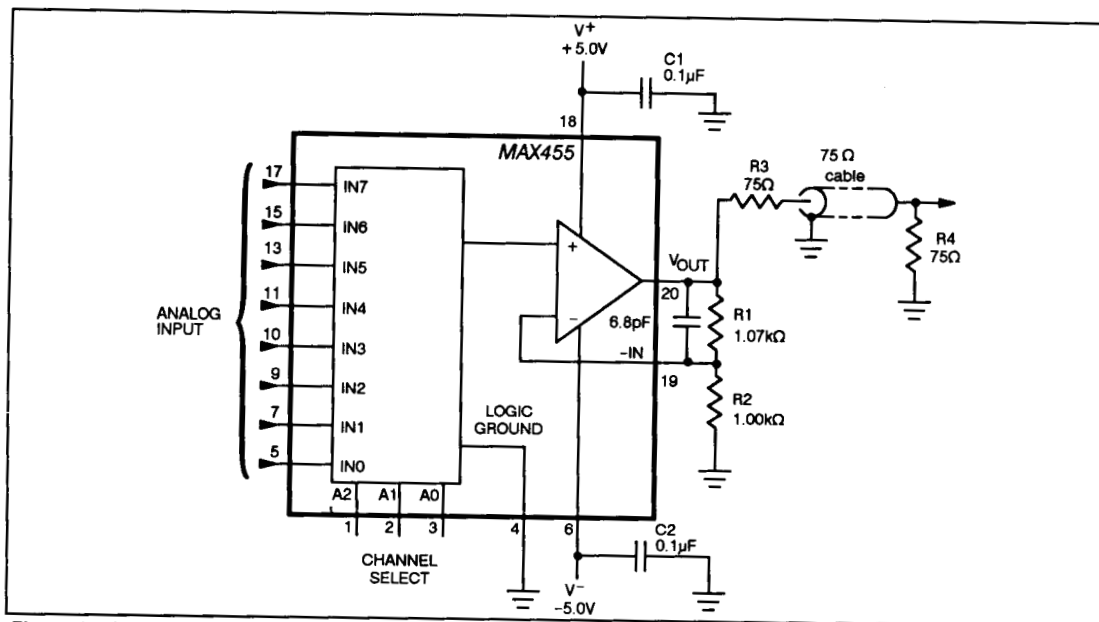 V+
+5.0V
C1
0.1µF
18
MAX455
17
IN7
15
IN6
13
IN5
11
IN4
10
IN3
9
IN2
7
IN1
5
IN0
ANALOG
INPUT
A2
A1
A0
1
2
3
CHANNEL
SELECT
LOGIC
GROUND
4
6
+
−
VOUT
20
6.8pF
–IN
19
R1
1.07kΩ
R2
1.00kΩ
R3
75Ω
75 Ω
cable
R4
75Ω
C2
0.1µF
V–
–5.0V